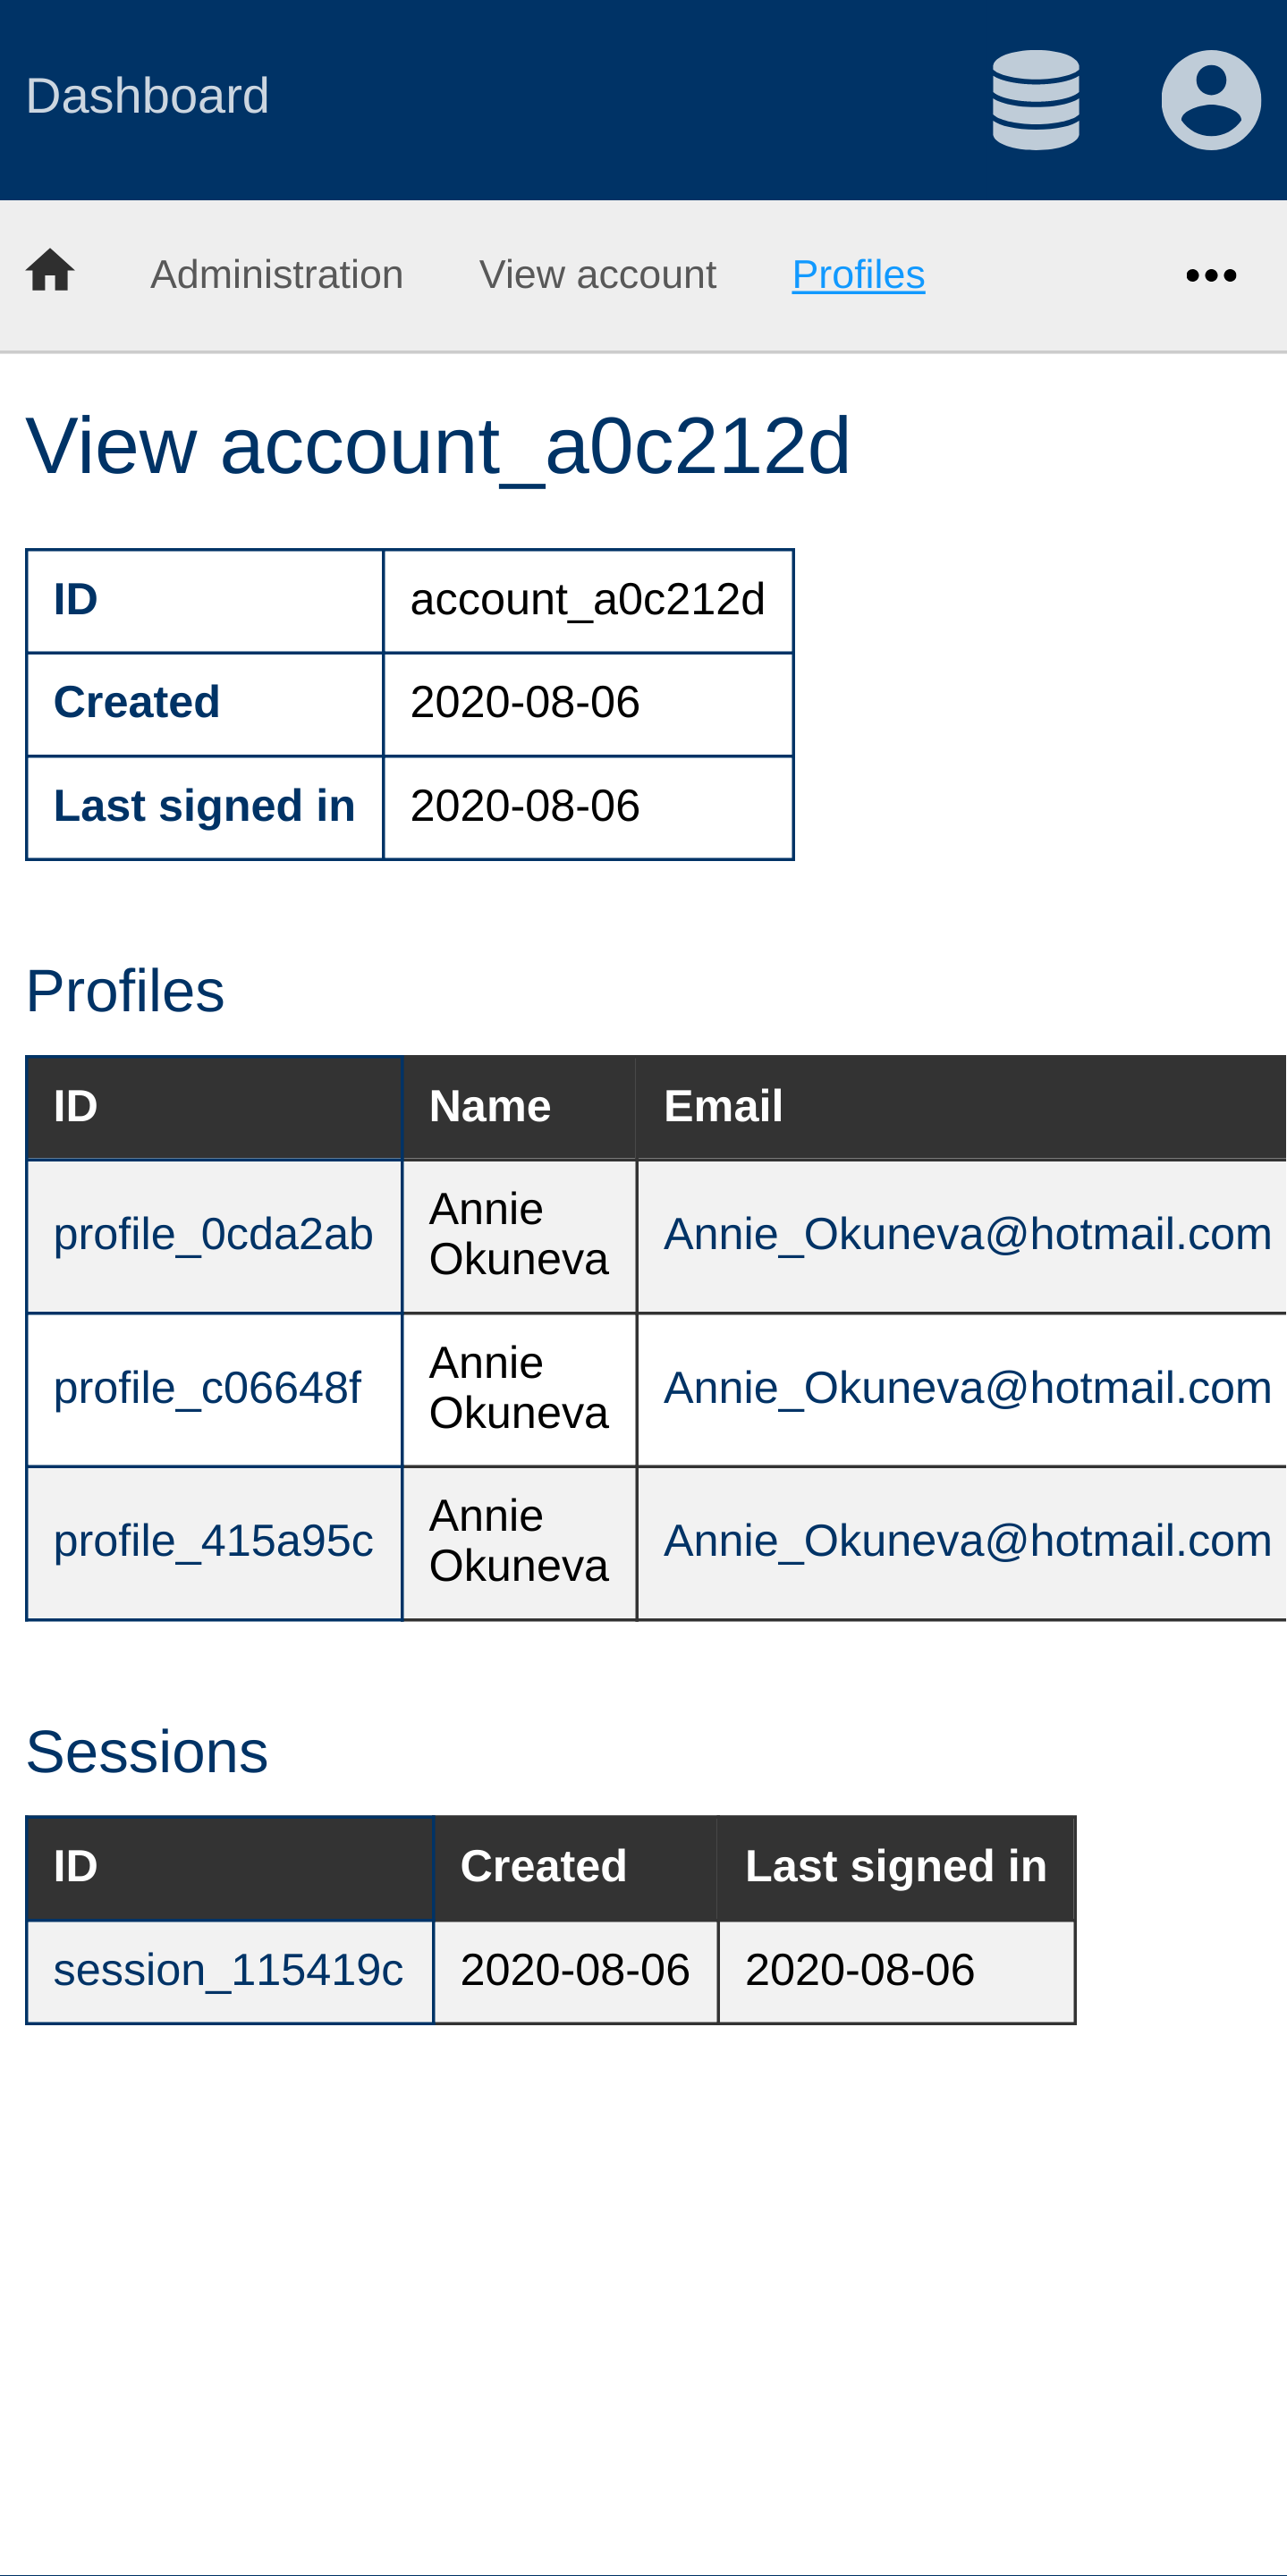 Dashboard
Administration View account Profiles
View account_a0c212d
ID account_a0c212d
Created 2020-08-06
Last signed in 2020-08-06
Profiles
ID Name Email
profile_0cda2ab Annie Okuneva Annie_Okuneva@hotmail.com
profile_c06648f Annie Okuneva Annie_Okuneva@hotmail.com
profile_415a95c Annie Okuneva Annie_Okuneva@hotmail.com
Sessions
ID Created Last signed in
session_115419c 2020-08-06 2020-08-06